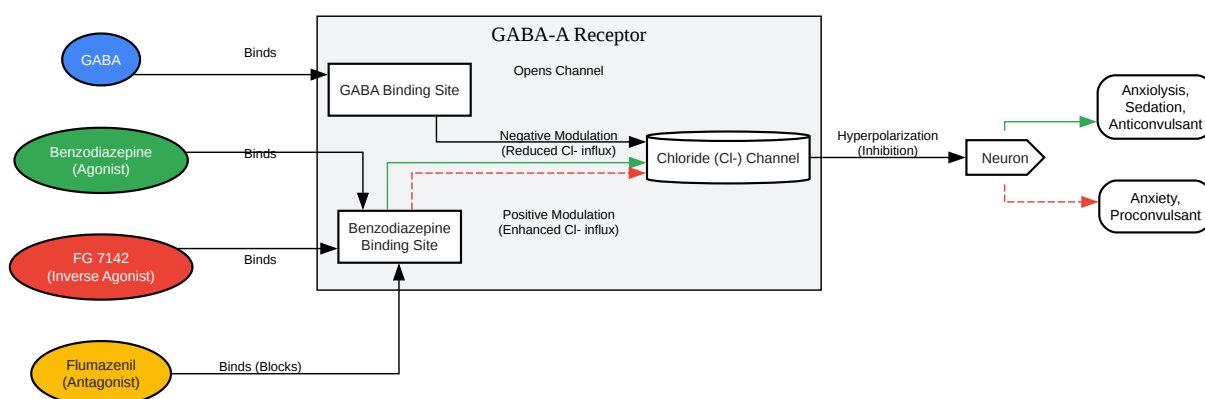 GABA-A Receptor
GABA
Binds
GABA Binding Site
Opens Channel
Benzodiazepine
(Agonist)
Binds
Negative Modulation
(Reduced Cl- influx)
Chloride (Cl-) Channel
Hyperpolarization
(Inhibition)
Neuron
Anxiolysis,
Sedation,
Anticonvulsant
Anxiety,
Proconvulsant
Positive Modulation
(Enhanced Cl- influx)
Benzodiazepine
Binding Site
FG 7142
(Inverse Agonist)
Binds
Flumazenil
(Antagonist)
Binds (Blocks)